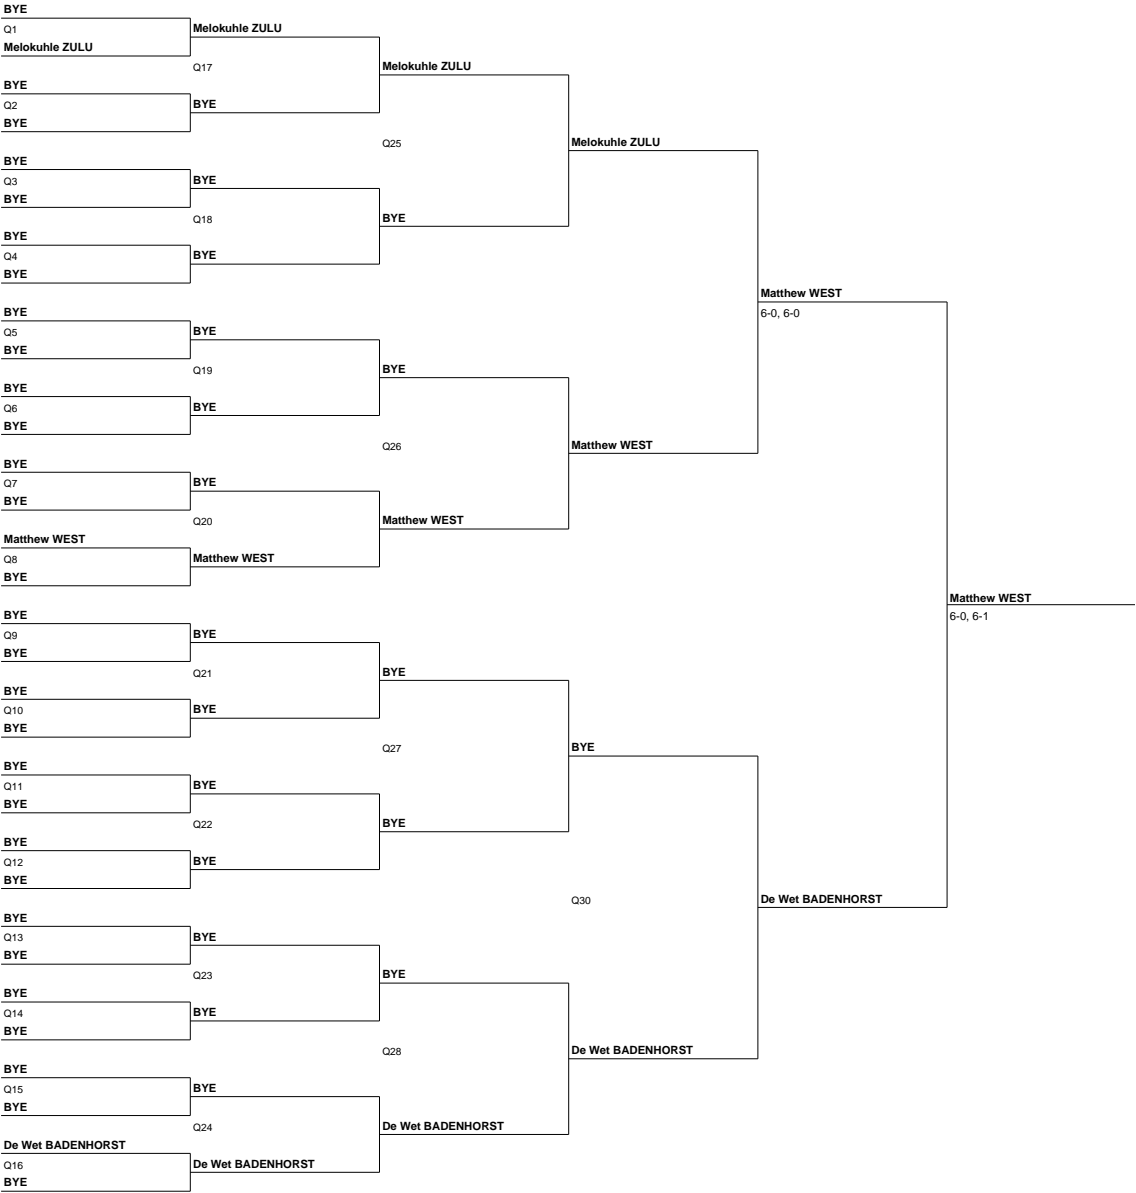 BYE
Q1
Melokuhle ZULU
Melokuhle ZULU
Q17
Melokuhle ZULU
BYE
Q2
BYE
BYE
Q25
Melokuhle ZULU
BYE
Q3
BYE
BYE
Q18
BYE
BYE
Q4
BYE
BYE
Matthew WEST
6-0, 6-0
BYE
Q5
BYE
BYE
Q19
BYE
BYE
Q6
BYE
BYE
Q26
Matthew WEST
BYE
Q7
BYE
BYE
Q20
Matthew WEST
Matthew WEST
Q8
BYE
Matthew WEST
Matthew WEST
6-0, 6-1
BYE
Q9
BYE
BYE
Q21
BYE
BYE
Q10
BYE
BYE
Q27
BYE
BYE
Q11
BYE
BYE
Q22
BYE
BYE
Q12
BYE
BYE
Q30
De Wet BADENHORST
BYE
Q13
BYE
BYE
Q23
BYE
BYE
Q14
BYE
BYE
Q28
De Wet BADENHORST
BYE
Q15
BYE
BYE
Q24
De Wet BADENHORST
De Wet BADENHORST
Q16
BYE
De Wet BADENHORST